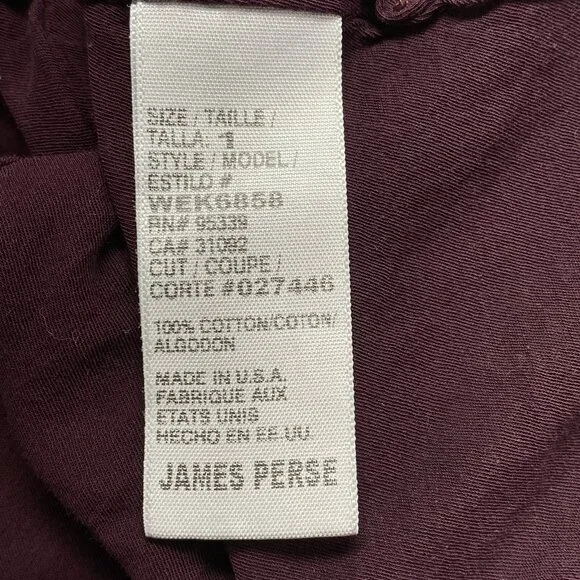 SIZE / TAILLE /
TALLA: 1
STYLE / MODEL /
ESTILO #
WEK6858
RN# 95339
CA# 31092
CUT / COUPE /
CORTE #027446
100% COTTON/COTON/
ALGODON
MADE IN U.S.A.
FABRIQUE AUX
ETATS UNIS
HECHO EN EE.UU.
JAMES PERSE